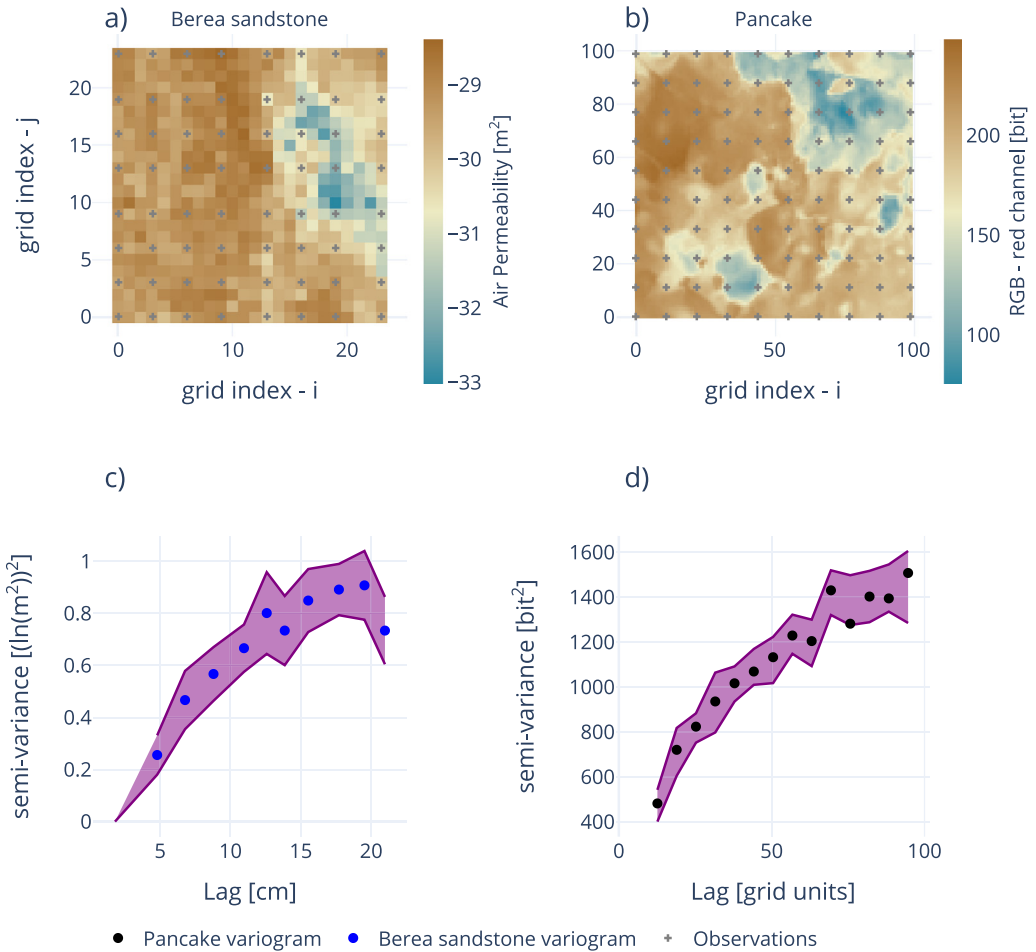 a) Berea sandstone
b) Pancake
grid index - j
20
15
10
5
0
0 10 20
grid index - i
−29
−30
−31
−32
−33
Air Permeability [m²]
100
80
60
40
20
0
0 50 100
grid index - i
200
150
100
RGB - red channel [bit]
c)
d)
semi-variance [(ln(m²))²]
1
0.8
0.6
0.4
0.2
0
5 10 15 20
Lag [cm]
semi-variance [bit²]
1600
1400
1200
1000
800
600
400
0 50 100
Lag [grid units]
Pancake variogram Berea sandstone variogram Observations